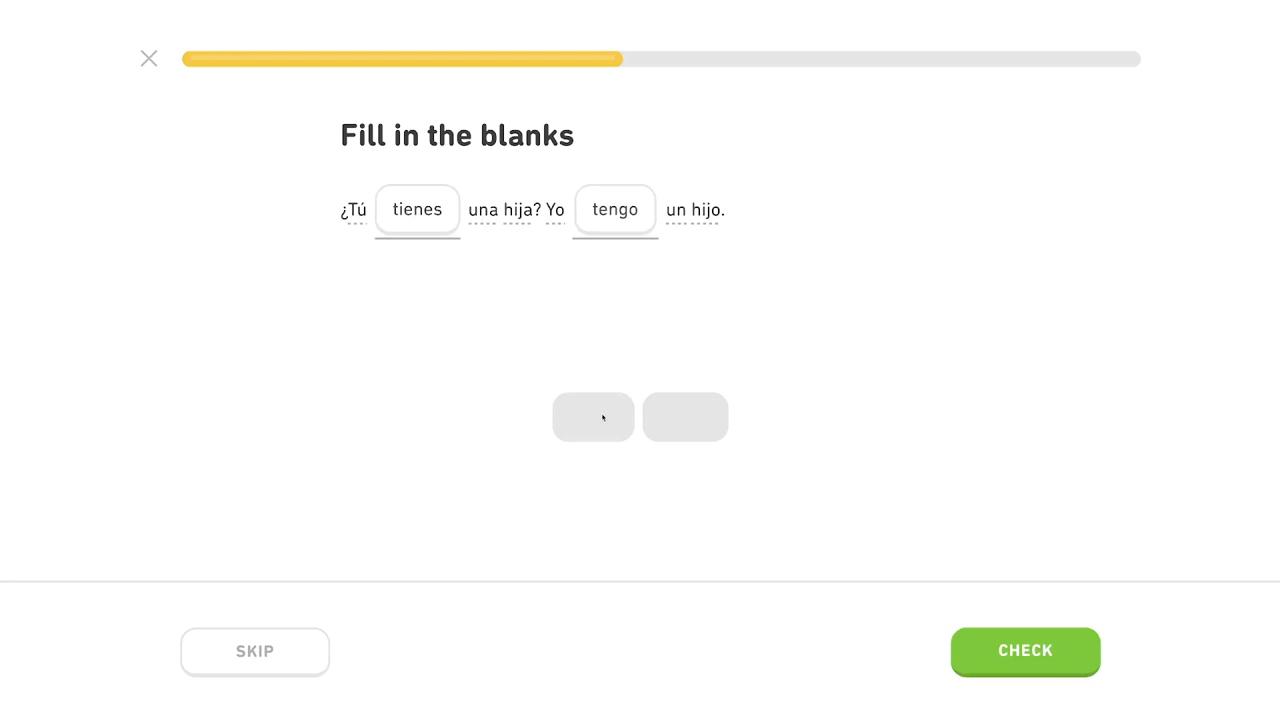 Fill in the blanks
¿Tú tienes una hija? Yo tengo un hijo.
SKIP
CHECK